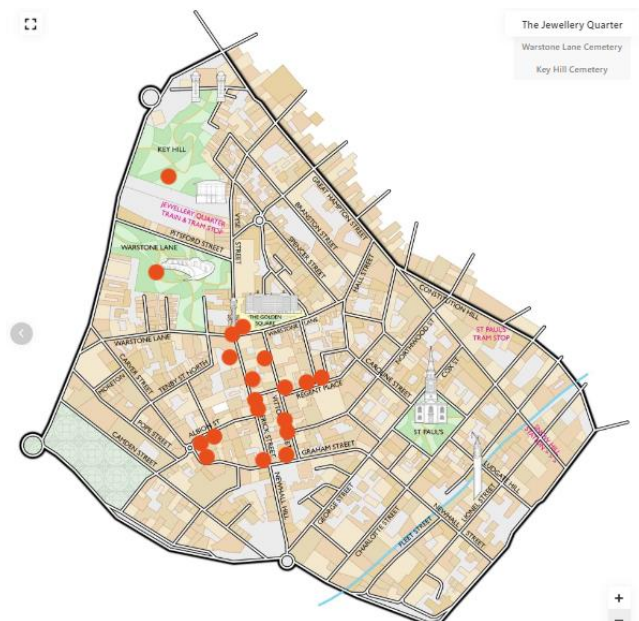 The Jewellery Quarter
Warstone Lane Cemetery
Key Hill Cemetery
KEY HILL
JEWELLERY QUARTER
TRAIN & TRAM STOP
PITSFORD STREET
VYSE
STREET
WARSTONE LANE
GREAT HAMPTON STREET
BRANSTON STREET
SPENCER STREET
HALL STREET
CONSTITUTION HILL
THE GOLDEN
SQUARE
WARSTONE LANE
WARSTONE LANE
ST PAUL'S
TRAM STOP
NORTHWOOD
COX ST
CAROLINE STREET
CARVER STREET
TENBY ST NORTH
MORETON
REGENT PLACE
POPE STREET
ALBION ST
CAMDEN STREET
STREET
ST PAUL'S
GRAHAM STREET
NEWHALL HILL
GEORGE STREET
CHARLOTTE STREET
FLEET STREET
NEWHALL
STREET
LIONEL STREET
LUDGATE HILL
+